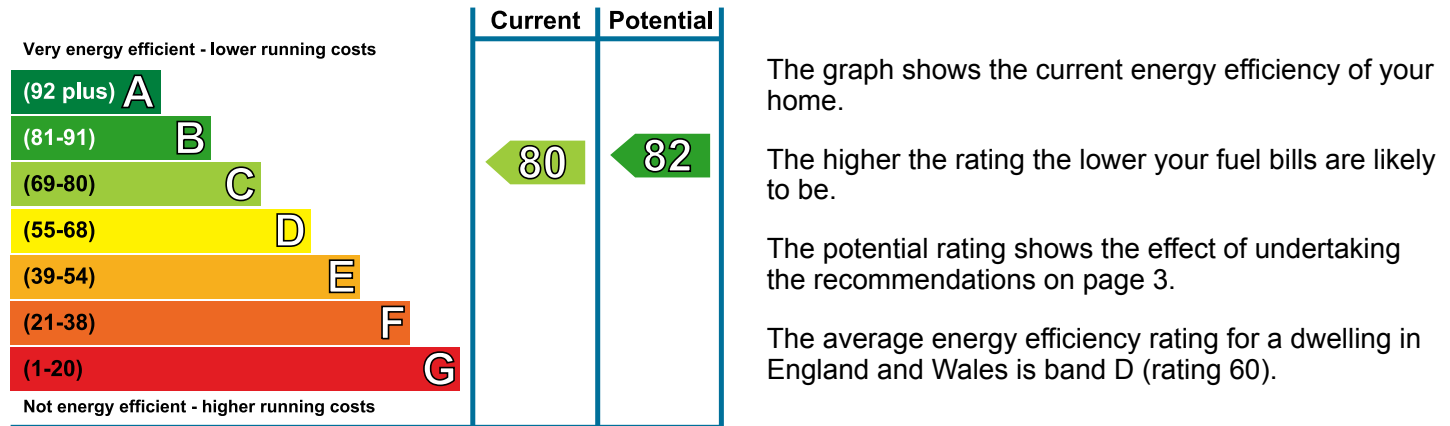 Current Potential
Very energy efficient - lower running costs
(92 plus) A
(81-91) B
(69-80) C
(55-68) D
(39-54) E
(21-38) F
(1-20) G
Not energy efficient - higher running costs
80
82
The graph shows the current energy efficiency of your
home.
The higher the rating the lower your fuel bills are likely
to be.
The potential rating shows the effect of undertaking
the recommendations on page 3.
The average energy efficiency rating for a dwelling in
England and Wales is band D (rating 60).